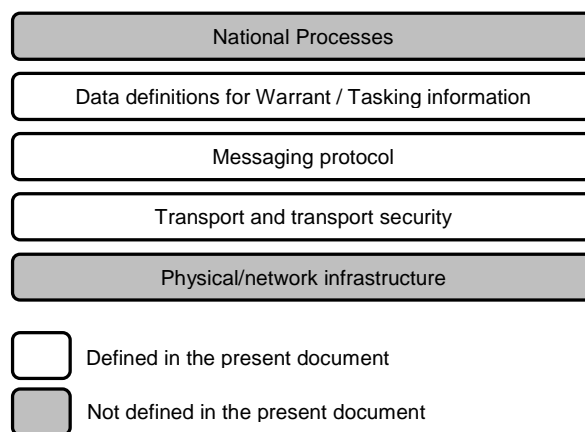 National Processes
Data definitions for Warrant / Tasking information
Messaging protocol
Transport and transport security
Physical/network infrastructure
Defined in the present document
Not defined in the present document